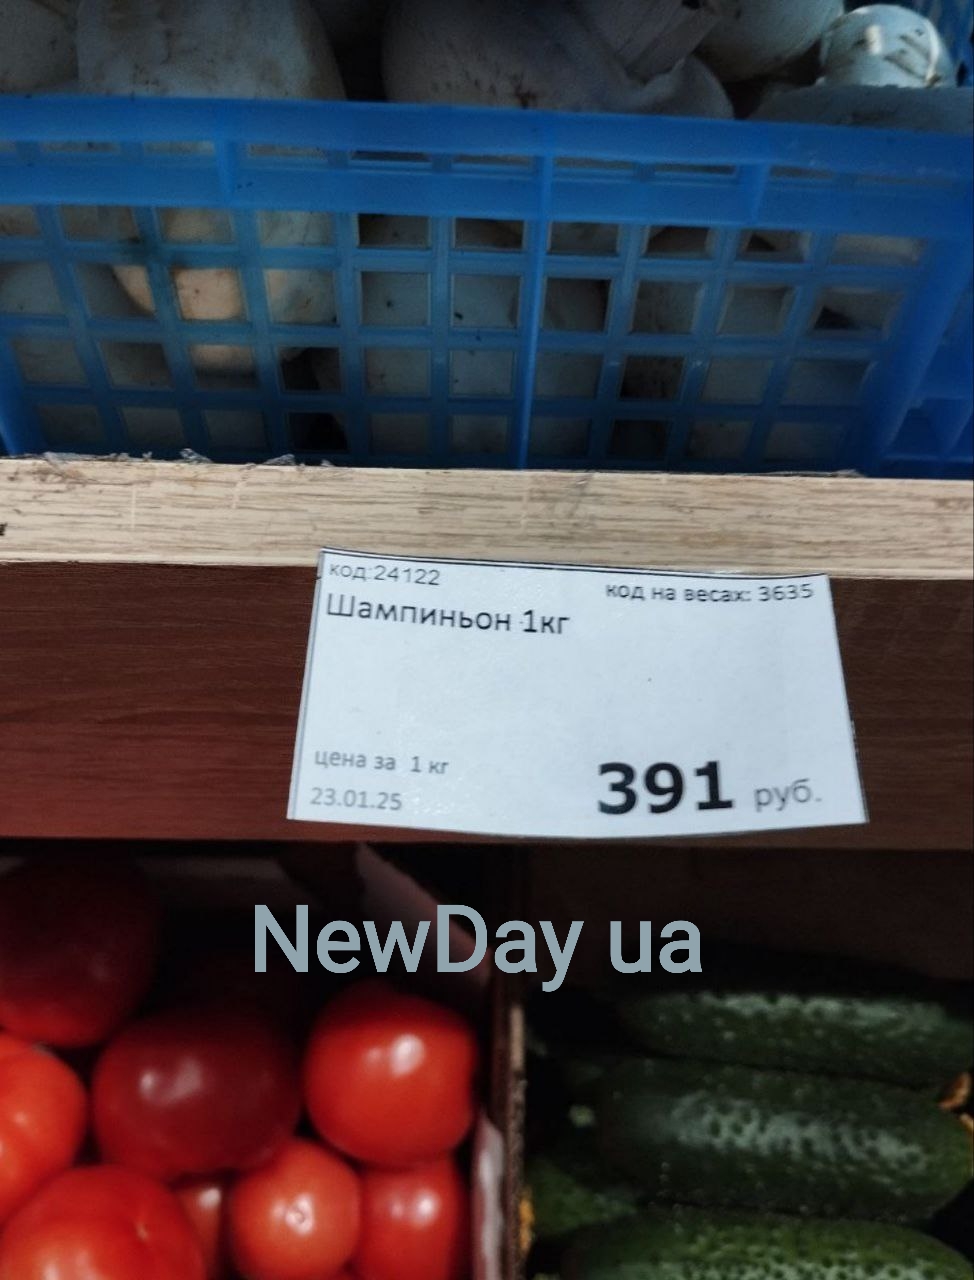 код:24122
код на весах: 3635
Шампиньон 1кг
цена за 1 кг
23.01.25
391 руб.
NewDay ua